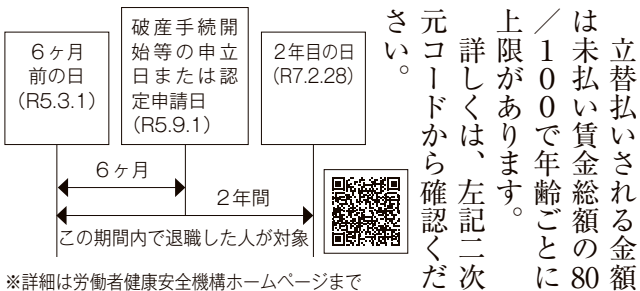 立替払いされる金額
は未払い賃金総額の80
／100で年齢ごとに
上限があります。
詳しくは、左記二次
元コードから確認くだ
さい。
6ヶ月
前の日
（R5.3.1）
破産手続開
始等の申立
日または認
定申請日
（R5.9.1）
2年目の日
（R7.2.28）
6ヶ月
2年間
この期間内で退職した人が対象
※詳細は労働者健康安全機構ホームページまで